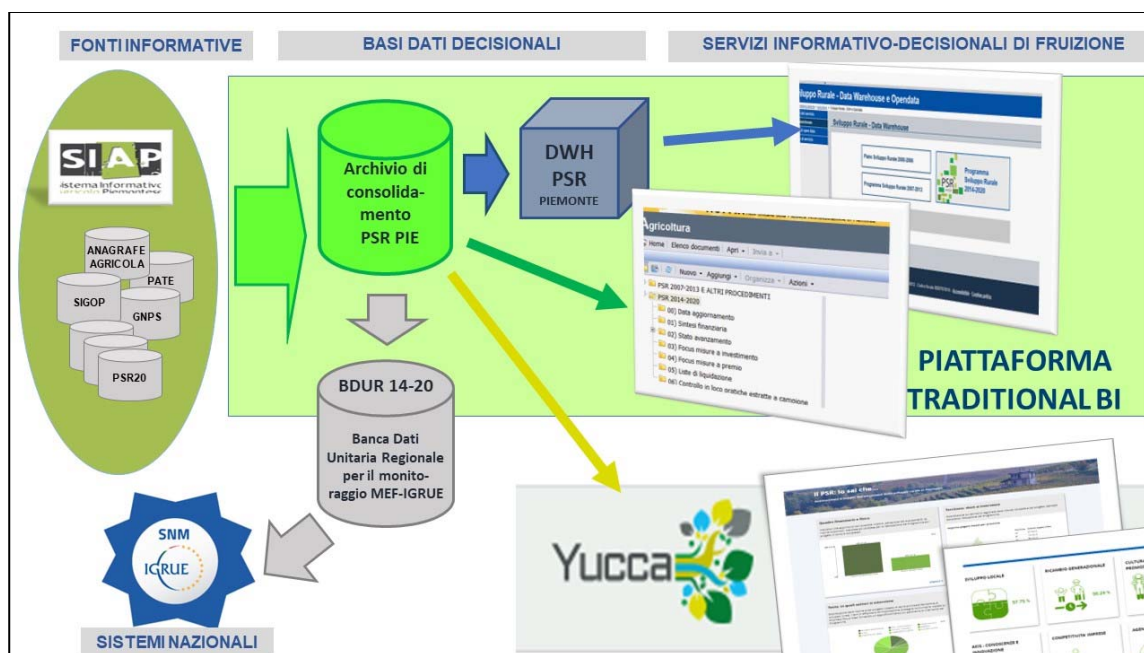 FONTI INFORMATIVE
BASI DATI DECISIONALI
SERVIZI INFORMATIVO-DECISIONALI DI FRUIZIONE
SIAP
Sistema Informativo
Agricolo Piemontese
ANAGRAFE
AGRICOLA
PATE
SIGOP
GNPS
PSR20
Archivio di
consolida-
mento
PSR PIE
DWH
PSR
PIEMONTE
Sviluppo Rurale - Data Warehouse e Opendata
Sviluppo Rurale - Data Warehouse
Piano Sviluppo Rurale 2000-2006
Programma Sviluppo Rurale 2007-2013
PSR
Programma
Sviluppo Rurale
2014-2020
Agricoltura
Home Elenco documenti Apri Invia a
Nuovo Aggiungi Organizza Azioni
PSR 2007-2013 E ALTRI PROCEDIMENTI
PSR 2014-2020
00) Data aggiornamento
01) Sintesi finanziaria
02) Stato avanzamento
03) Focus misure a investimento
04) Focus misure a premio
05) Liste di liquidazione
06) Controllo in loco pratiche estratte a campione
PIATTAFORMA
TRADITIONAL BI
BDUR 14-20
Banca Dati
Unitaria Regionale
per il monito-
raggio MEF-IGRUE
SNM
IGRUE
SISTEMI NAZIONALI
Yucca
Il PSR: lo sai che...
SVILUPPO LOCALE
RICAMBIO GENERAZIONALE
COMPETITIVITA' IMPRESE